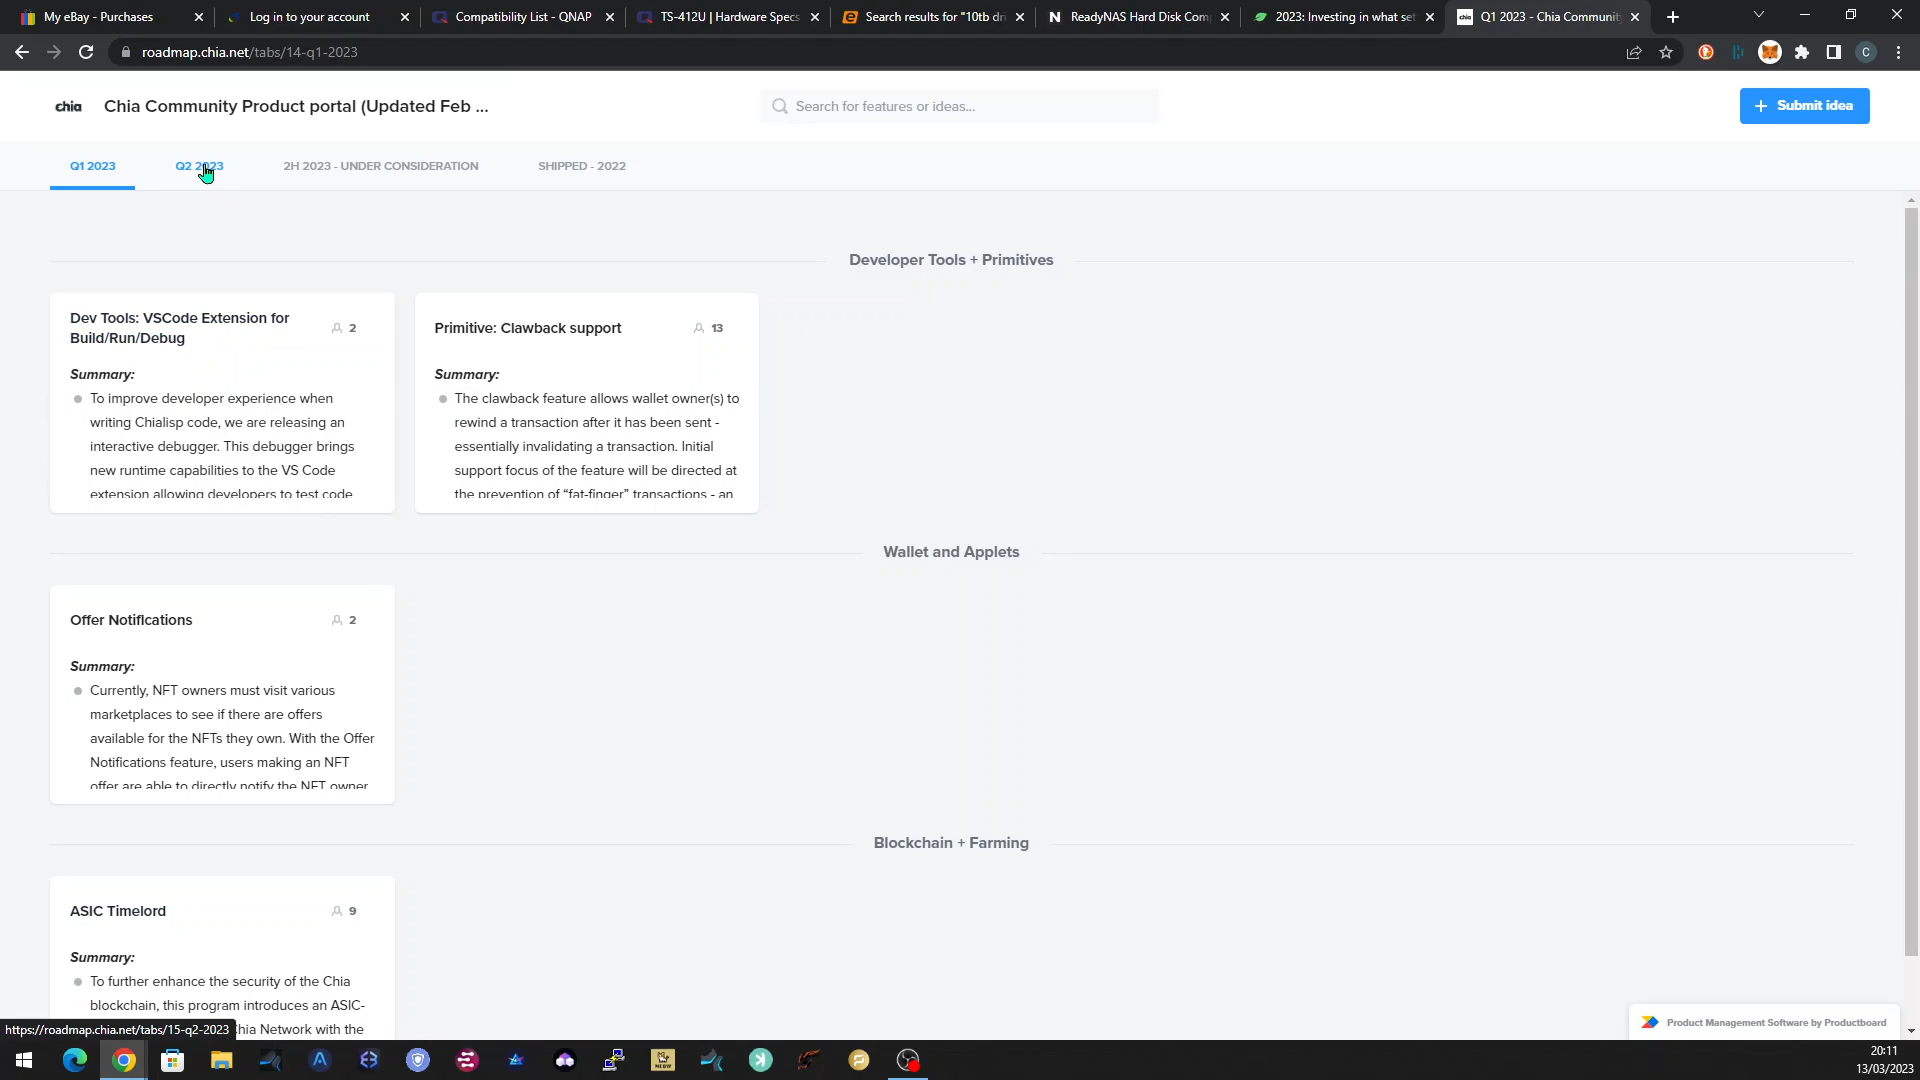 My eBay - Purchases
Log in to your account
Compatibility List - QNAP
TS-412U | Hardware Specs
Search results for "10tb dri
ReadyNAS Hard Disk Com
2023: Investing in what set
Q1 2023 - Chia Communit
roadmap.chia.net/tabs/14-q1-2023
C
chia
Chia Community Product portal (Updated Feb ...
Search for features or ideas...
+ Submit idea
Q1 2023
Q2 2023
2H 2023 - UNDER CONSIDERATION
SHIPPED - 2022
Developer Tools + Primitives
Dev Tools: VSCode Extension for
Build/Run/Debug
2
Summary:
To improve developer experience when
writing Chialisp code, we are releasing an
interactive debugger. This debugger brings
new runtime capabilities to the VS Code
extension allowing developers to test code
Primitive: Clawback support
13
Summary:
The clawback feature allows wallet owner(s) to
rewind a transaction after it has been sent -
essentially invalidating a transaction. Initial
support focus of the feature will be directed at
the prevention of “fat-finger” transactions - an
Wallet and Applets
Offer Notifications
2
Summary:
Currently, NFT owners must visit various
marketplaces to see if there are offers
available for the NFTs they own. With the Offer
Notifications feature, users making an NFT
offer are able to directly notify the NFT owner
Blockchain + Farming
ASIC Timelord
9
Summary:
To further enhance the security of the Chia
blockchain, this program introduces an ASIC-
hia Network with the
https://roadmap.chia.net/tabs/15-q2-2023
Product Management Software by Productboard
20:11
13/03/2023